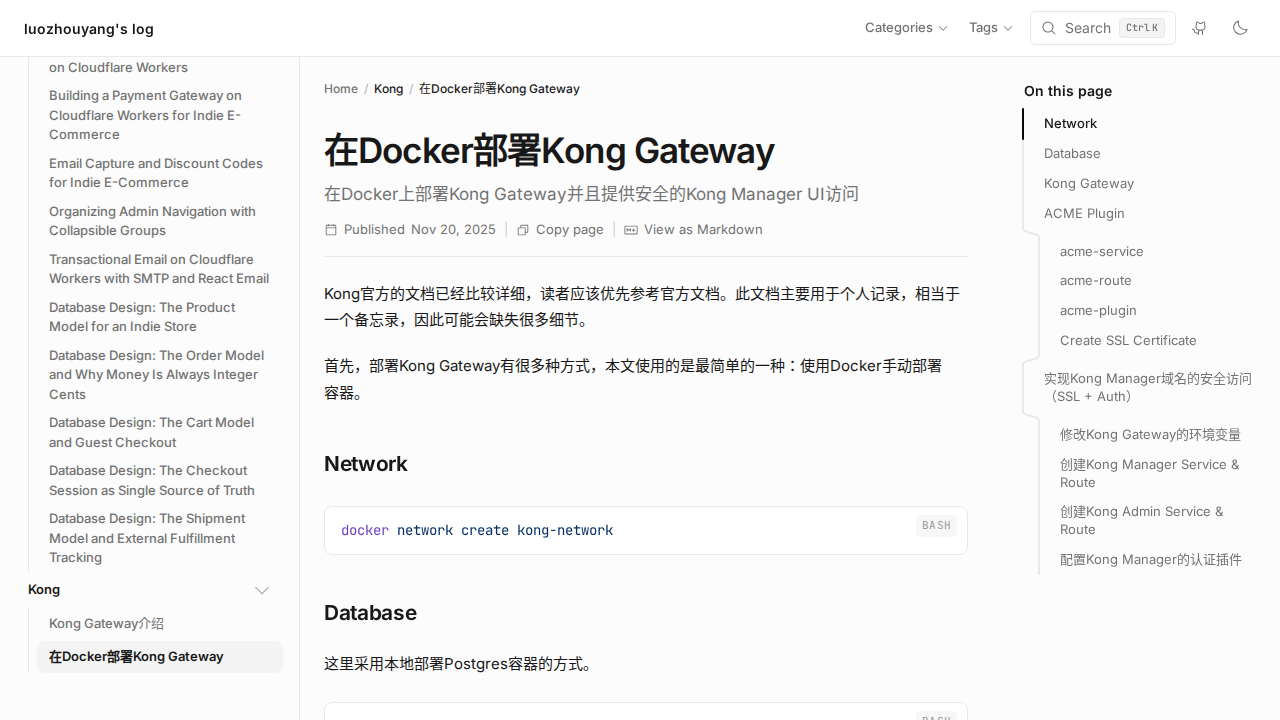 luozhouyang's log
Categories
Tags
Search
Ctrl K
on Cloudflare Workers
Building a Payment Gateway on
Cloudflare Workers for Indie E-
Commerce
Email Capture and Discount Codes
for Indie E-Commerce
Organizing Admin Navigation with
Collapsible Groups
Transactional Email on Cloudflare
Workers with SMTP and React Email
Database Design: The Product
Model for an Indie Store
Database Design: The Order Model
and Why Money Is Always Integer
Cents
Database Design: The Cart Model
and Guest Checkout
Database Design: The Checkout
Session as Single Source of Truth
Database Design: The Shipment
Model and External Fulfillment
Tracking
Kong
Kong Gateway介绍
在Docker部署Kong Gateway
Home / Kong / 在Docker部署Kong Gateway
在Docker部署Kong Gateway
在Docker上部署Kong Gateway并且提供安全的Kong Manager UI访问
Published Nov 20, 2025
Copy page
View as Markdown
Kong官方的文档已经比较详细，读者应该优先参考官方文档。此文档主要用于个人记录，相当于
一个备忘录，因此可能会缺失很多细节。
首先，部署Kong Gateway有很多种方式，本文使用的是最简单的一种：使用Docker手动部署
容器。
Network
docker network create kong-network
BASH
Database
这里采用本地部署Postgres容器的方式。
BASH
On this page
Network
Database
Kong Gateway
ACME Plugin
acme-service
acme-route
acme-plugin
Create SSL Certificate
实现Kong Manager域名的安全访问
（SSL + Auth）
修改Kong Gateway的环境变量
创建Kong Manager Service &
Route
创建Kong Admin Service &
Route
配置Kong Manager的认证插件